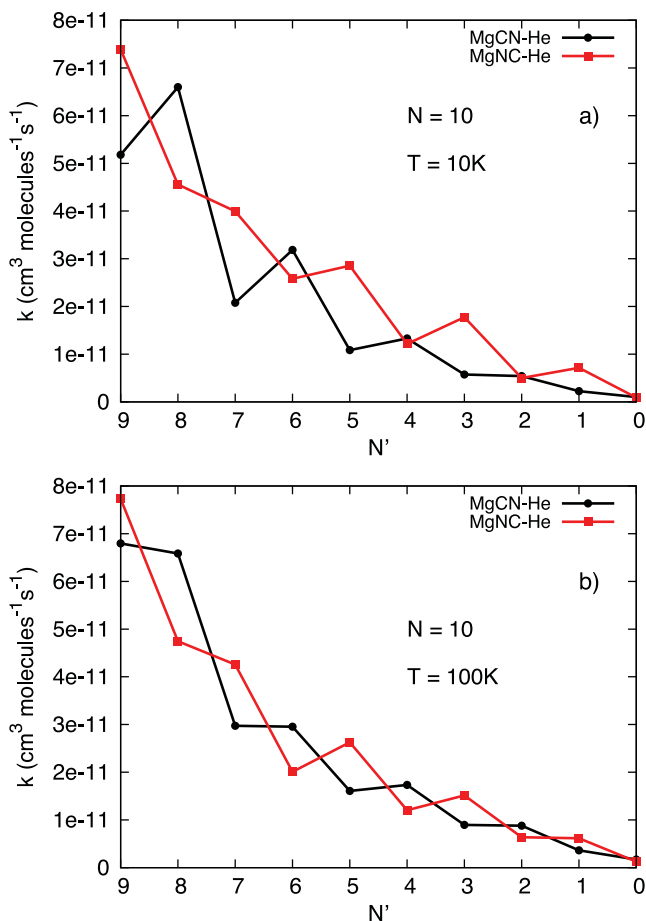 8e-11
7e-11
6e-11
5e-11
4e-11
3e-11
2e-11
1e-11
0
k (cm³ molecules⁻¹s⁻¹)
MgCN-He
MgNC-He
N = 10
a)
T = 10K
9 8 7 6 5 4 3 2 1 0
N'
8e-11
7e-11
6e-11
5e-11
4e-11
3e-11
2e-11
1e-11
0
k (cm³ molecules⁻¹s⁻¹)
MgCN-He
MgNC-He
b)
N = 10
T = 100K
9 8 7 6 5 4 3 2 1 0
N'